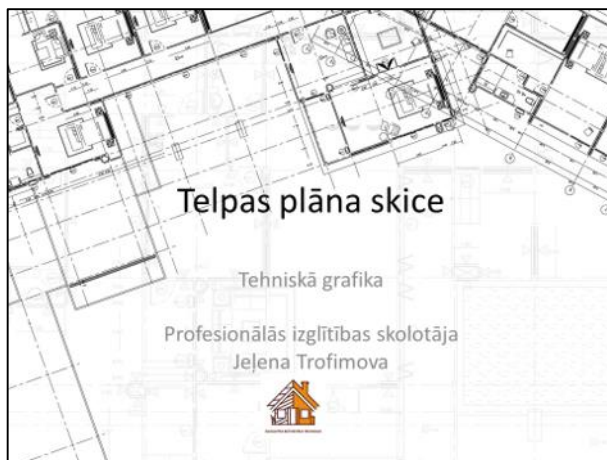 Telpas plāna skice
Tehniskā grafika
Profesionālās izglītības skolotāja
Jeļena Trofimova